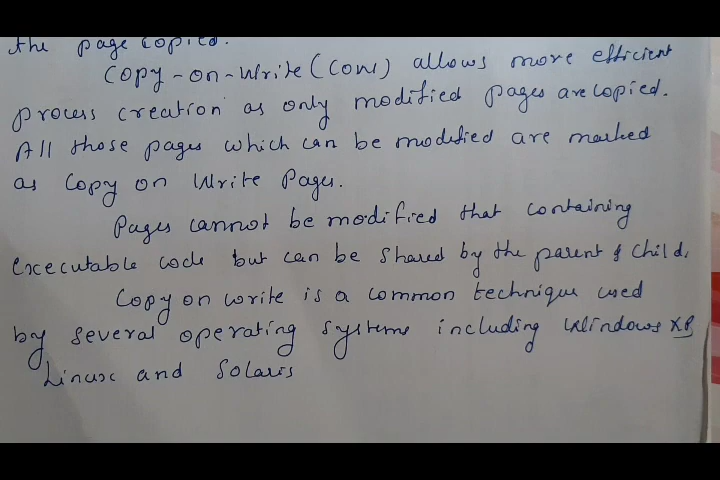 the page copied.
Copy-on-Write (COW) allows more efficient
process creation as only modified pages are copied.
All those pages which can be modified are marked
as Copy on Write Pages.
Pages cannot be modified that containing
executable code but can be shared by the parent & child.
Copy on write is a common technique used
by several operating systems including Windows XP,
Linux and Solaris